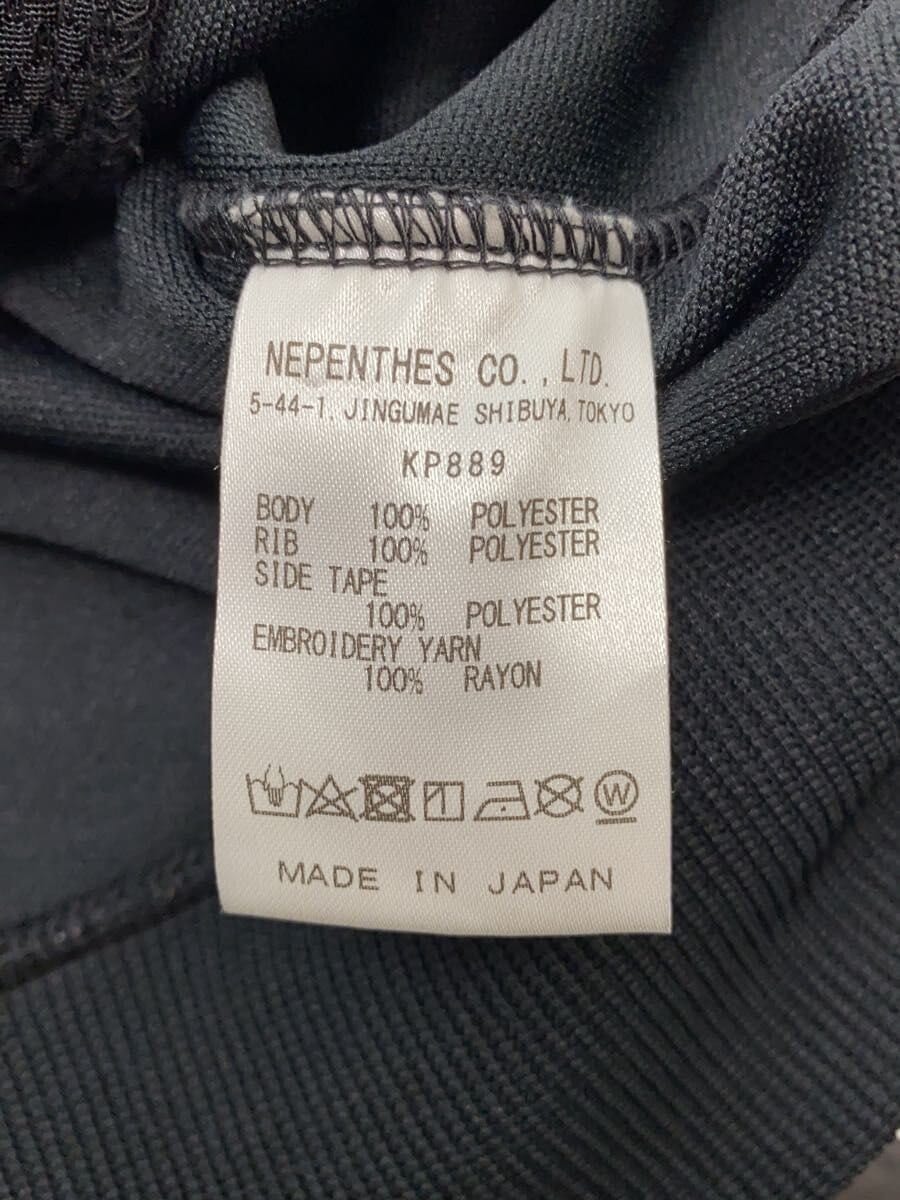 NEPENTHES CO., LTD.
5-44-1, JINGUMAE SHIBUYA, TOKYO
KP889
BODY 100% POLYESTER
RIB 100% POLYESTER
SIDE TAPE
100% POLYESTER
EMBROIDERY YARN
100% RAYON
W
MADE IN JAPAN